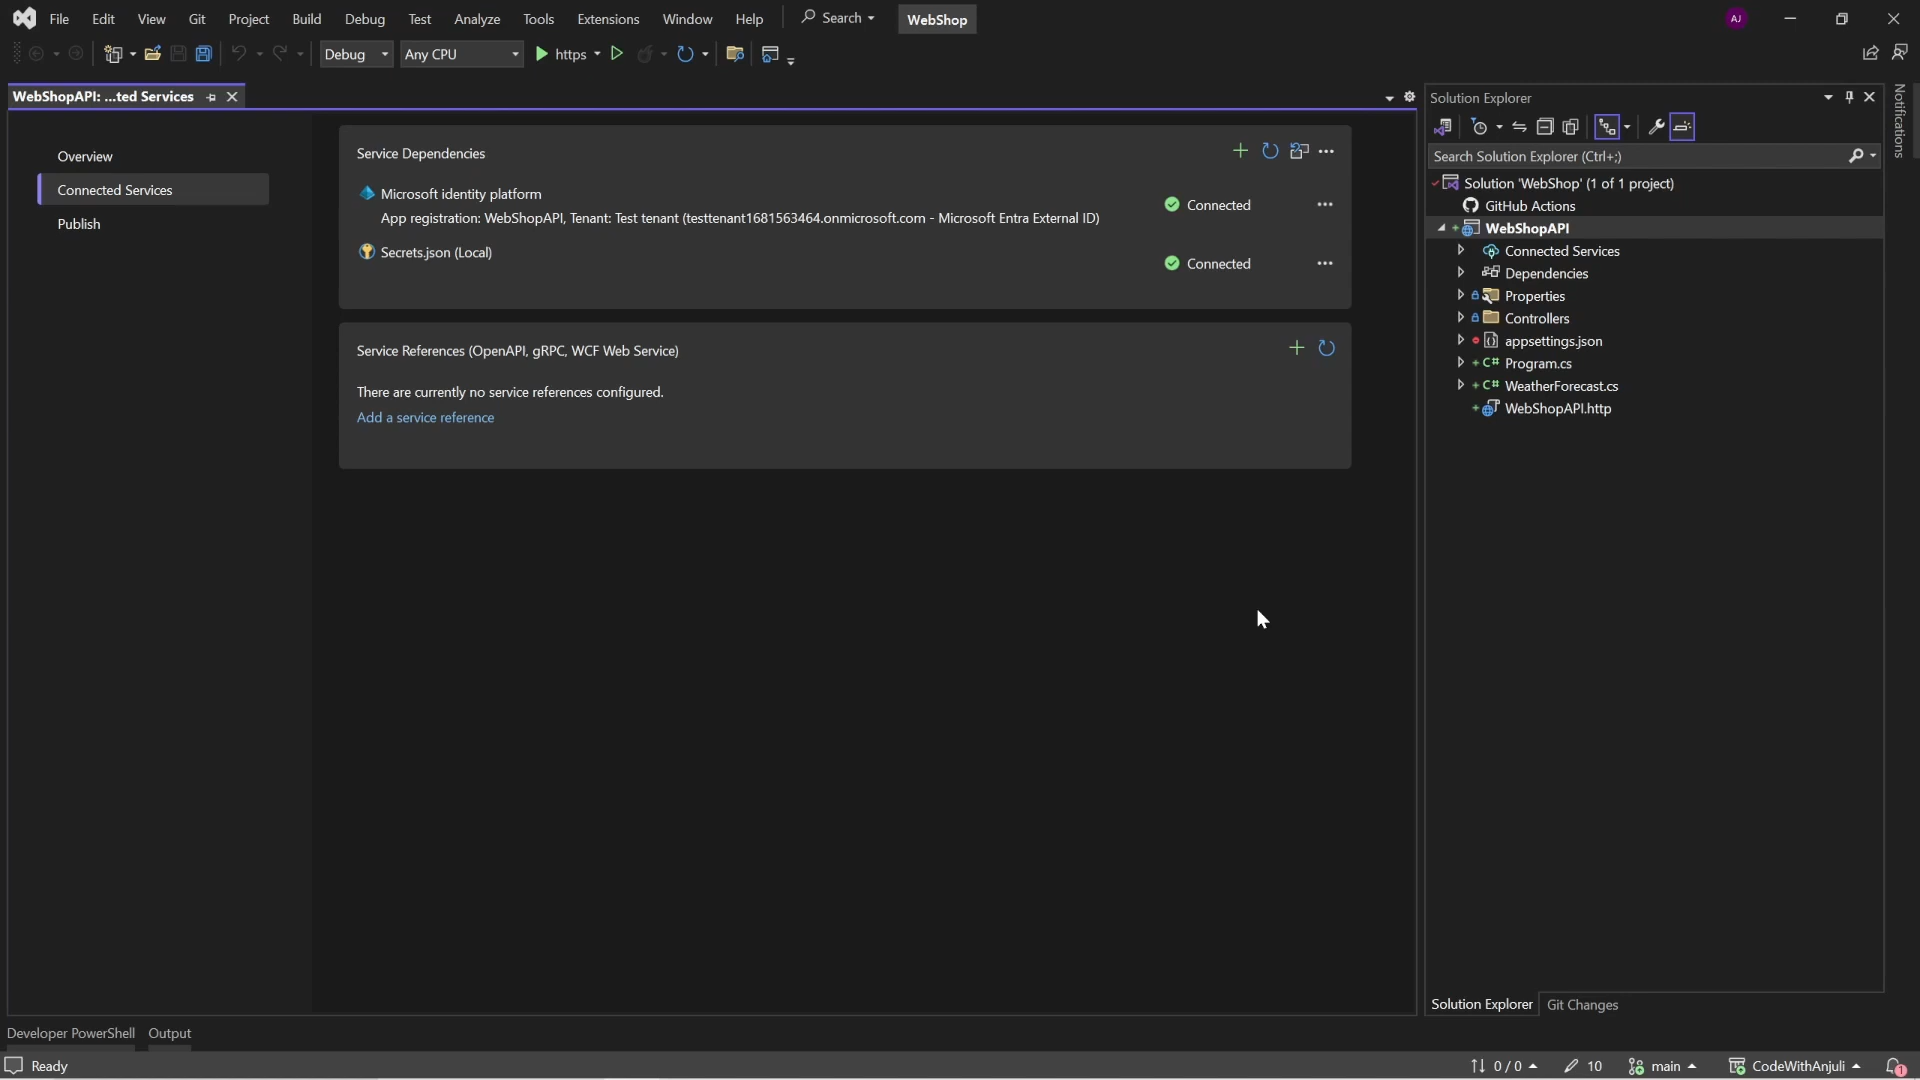 File Edit View Git Project Build Debug Test Analyze Tools Extensions Window Help Search WebShop AJ
Debug Any CPU https
WebShopAPI: ...ted Services
Overview
Connected Services
Publish
Service Dependencies
Microsoft identity platform
App registration: WebShopAPI, Tenant: Test tenant (testtenant1681563464.onmicrosoft.com - Microsoft Entra External ID)
Connected
Secrets.json (Local)
Connected
Service References (OpenAPI, gRPC, WCF Web Service)
There are currently no service references configured.
Add a service reference
Solution Explorer
Search Solution Explorer (Ctrl+;)
Solution 'WebShop' (1 of 1 project)
GitHub Actions
WebShopAPI
Connected Services
Dependencies
Properties
Controllers
appsettings.json
C# Program.cs
C# WeatherForecast.cs
WebShopAPI.http
Solution Explorer Git Changes
Notifications
Developer PowerShell Output
Ready 0 / 0 10 main CodeWithAnjuli 1